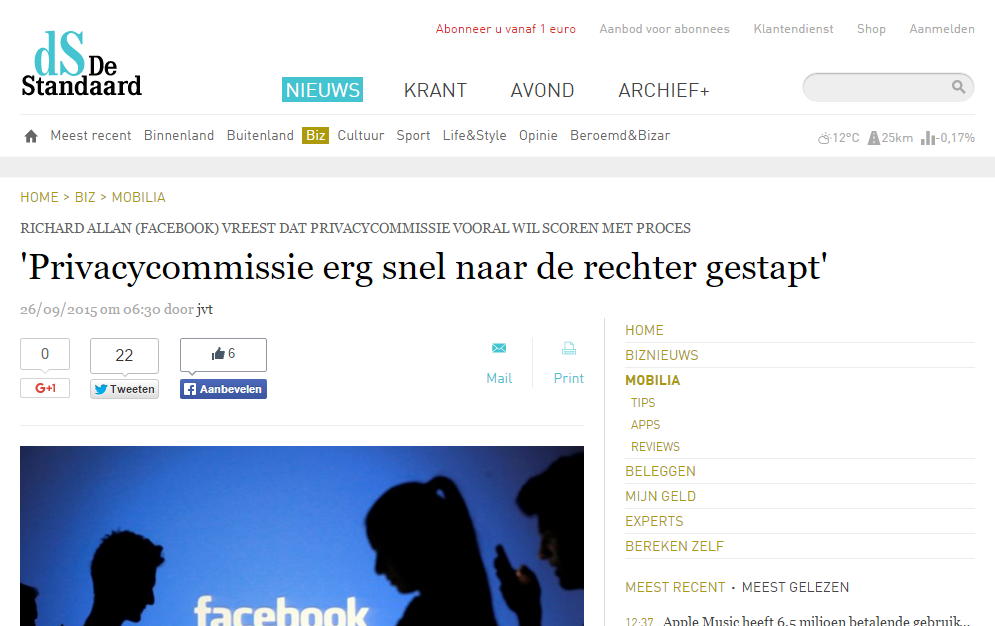 Abonneer u vanaf 1 euro Aanbod voor abonnees Klantendienst Shop Aanmelden
dS De
Standaard
NIEUWS KRANT AVOND ARCHIEF+
Meest recent Binnenland Buitenland Biz Cultuur Sport Life&Style Opinie Beroemd&Bizar 12°C 25km -0,17%
HOME > BIZ > MOBILIA
RICHARD ALLAN (FACEBOOK) VREEST DAT PRIVACYCOMMISSIE VOORAL WIL SCOREN MET PROCES
'Privacycommissie erg snel naar de rechter gestapt'
26/09/2015 om 06:30 door jvt
0 22 6
G+1 Tweeten Aanbevelen
Mail Print
facebook
HOME
BIZNIEUWS
MOBILIA
TIPS
APPS
REVIEWS
BELEGGEN
MIJN GELD
EXPERTS
BEREKEN ZELF
MEEST RECENT • MEEST GELEZEN
12:37 Apple Music heeft 6,5 miljoen betalende gebruik...